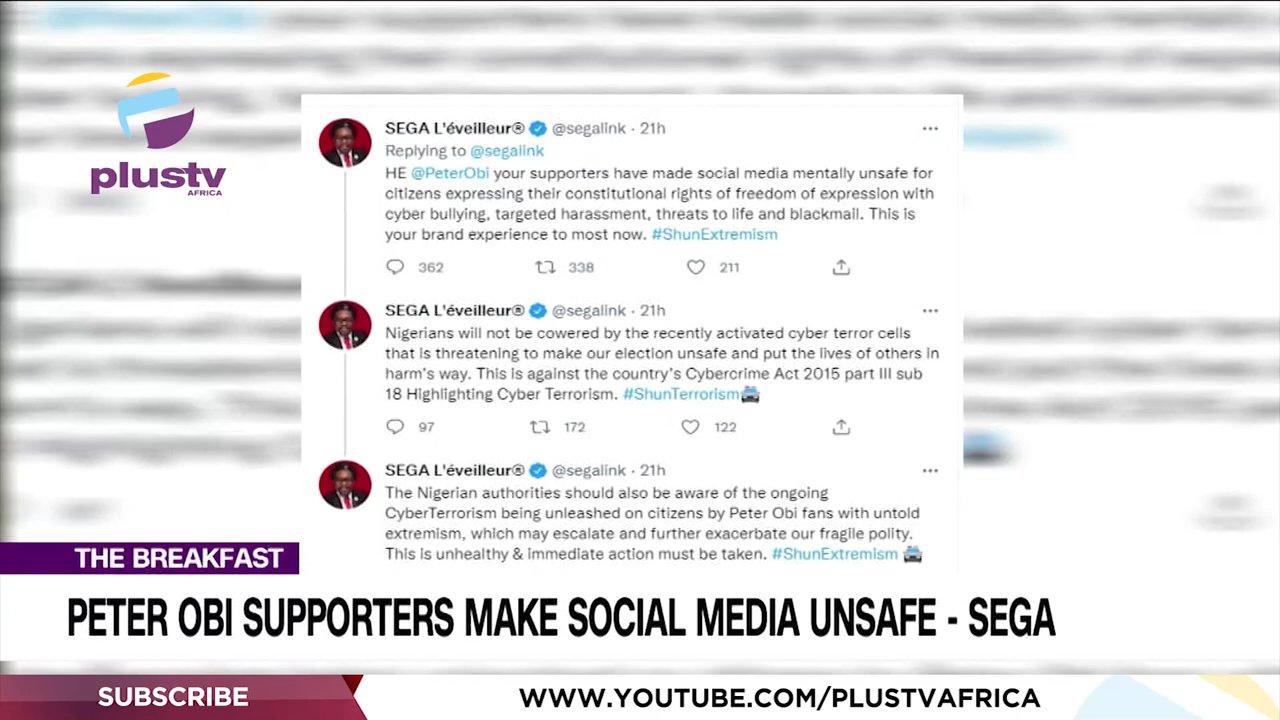 plustv
AFRICA
SEGA L'éveilleur® @segalink · 21h
Replying to @segalink
HE @PeterObi your supporters have made social media mentally unsafe for
citizens expressing their constitutional rights of freedom of expression with
cyber bullying, targeted harassment, threats to life and blackmail. This is
your brand experience to most now. #ShunExtremism
362 338 211
SEGA L'éveilleur® @segalink · 21h
Nigerians will not be cowered by the recently activated cyber terror cells
that is threatening to make our election unsafe and put the lives of others in
harm's way. This is against the country's Cybercrime Act 2015 part III sub
18 Highlighting Cyber Terrorism. #ShunTerrorism🚔
97 172 122
SEGA L'éveilleur® @segalink · 21h
The Nigerian authorities should also be aware of the ongoing
CyberTerrorism being unleashed on citizens by Peter Obi fans with untold
extremism, which may escalate and further exacerbate our fragile polity.
This is unhealthy & immediate action must be taken. #ShunExtremism 🚔
THE BREAKFAST
PETER OBI SUPPORTERS MAKE SOCIAL MEDIA UNSAFE - SEGA
SUBSCRIBE
WWW.YOUTUBE.COM/PLUSTVAFRICA